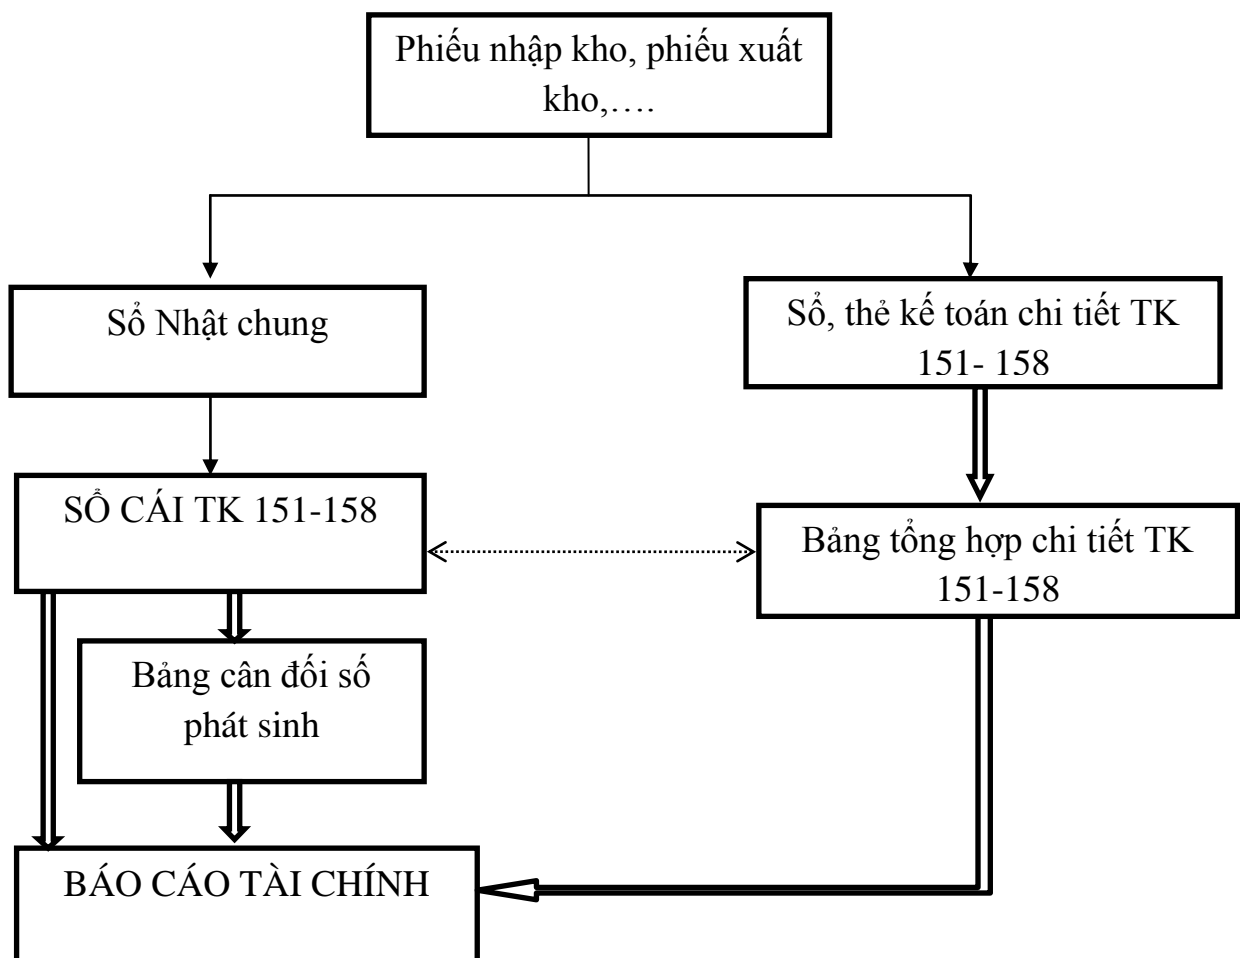 Phiếu nhập kho, phiếu xuất
kho,….
Sổ Nhật chung
Sổ, thẻ kế toán chi tiết TK
151- 158
SỔ CÁI TK 151-158
Bảng tổng hợp chi tiết TK
151-158
Bảng cân đối số
phát sinh
BÁO CÁO TÀI CHÍNH